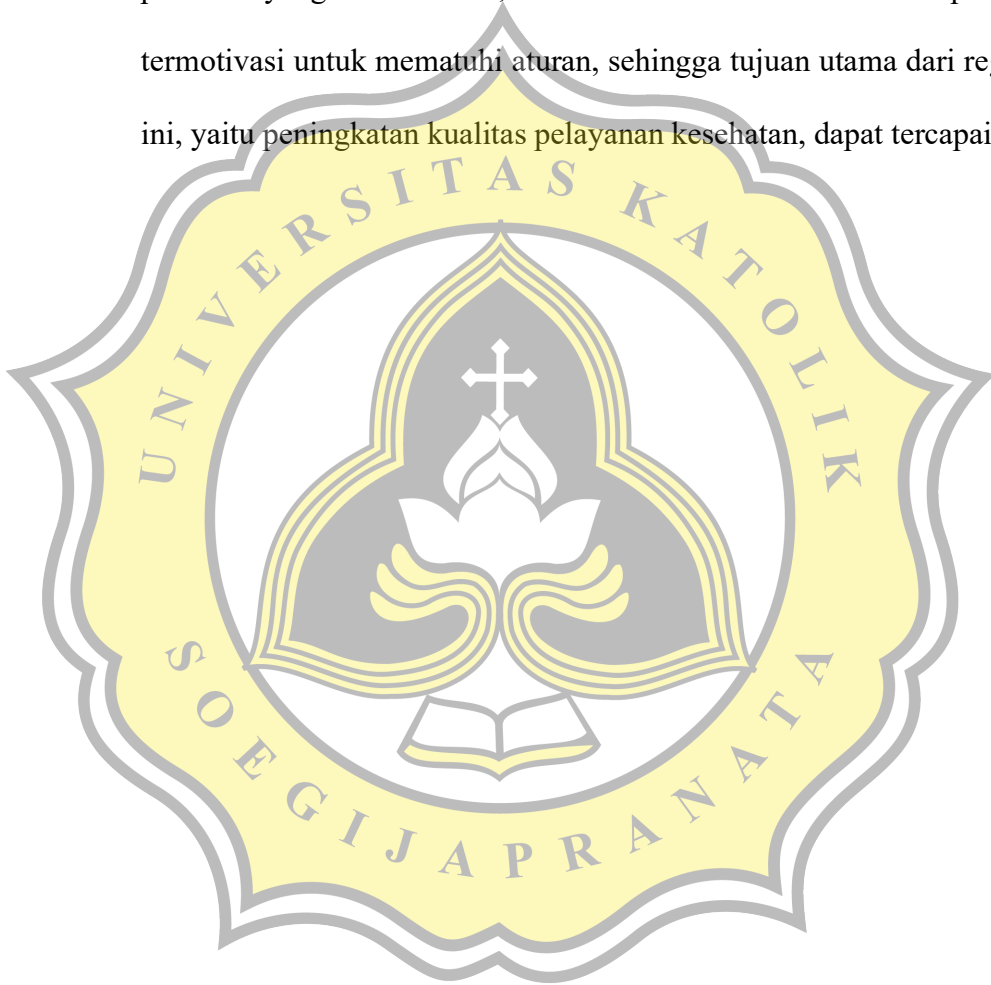 termotivasi untuk mematuhi aturan, sehingga tujuan utama dari
ini, yaitu peningkatan kualitas pelayanan kesehatan, dapat tercapai
UNIVERSITAS KATOLIK
SOEGIJAPRANATA